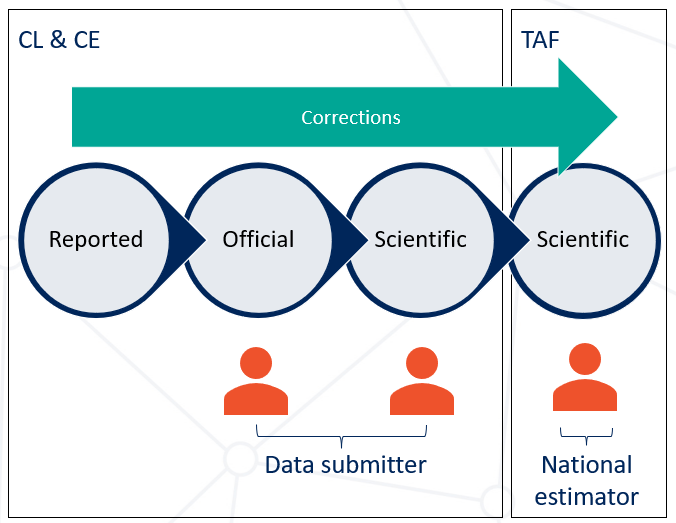 CL & CE
TAF
Corrections
Reported
Official
Scientific
Scientific
Data submitter
National
estimator